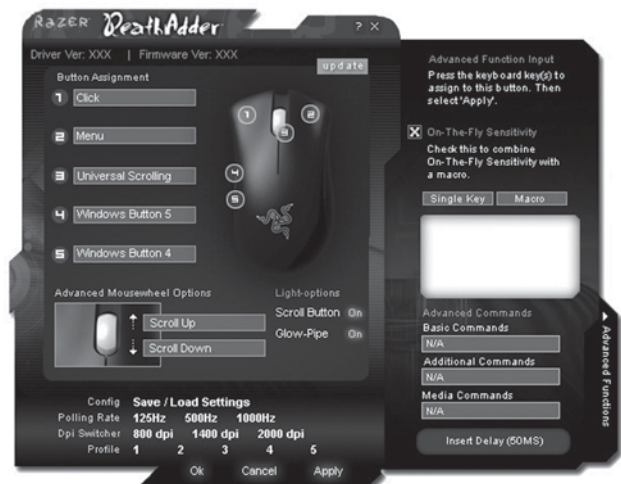 RAZER DeathAdder ? X
Driver Ver: XXX | Firmware Ver: XXX
update
Button Assignment
1 Click
2 Menu
3 Universal Scrolling
4 Windows Button 5
5 Windows Button 4
1 2
3
4
5
Advanced Mousewheel Options
Scroll Up
Scroll Down
Light-options
Scroll Button On
Glow-Pipe On
Config Save / Load Settings
Polling Rate 125Hz 500Hz 1000Hz
Dpi Switcher 800 dpi 1400 dpi 2000 dpi
Profile 1 2 3 4 5
Ok Cancel Apply
Advanced Function Input
Press the keyboard key(s) to
assign to this button. Then
select 'Apply'.
X On-The-Fly Sensitivity
Check this to combine
On-The-Fly Sensitivity with
a macro.
Single Key Macro
Advanced Commands
Basic Commands
N/A
Additional Commands
N/A
Media Commands
N/A
Insert Delay (50MS)
Advanced Functions